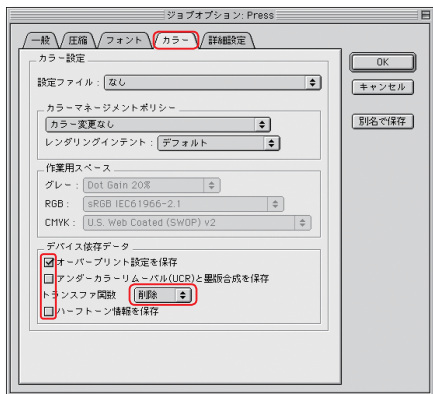 ジョブオプション: Press
一般 圧縮 フォント カラー 詳細設定
カラー設定
設定ファイル: なし
カラーマネージメントポリシー
カラー変更なし
レンダリングインテント: デフォルト
作業用スペース
グレー: Dot Gain 20%
RGB: sRGB IEC61966-2.1
CMYK: U.S. Web Coated (SWOP) v2
デバイス依存データ
オーバープリント設定を保存
アンダーカラーリムーバル(UCR)と墨版合成を保存
トランスファ関数 削除
ハーフトーン情報を保存
OK
キャンセル
別名で保存